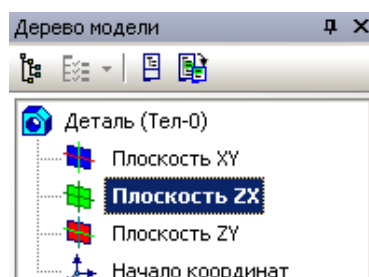 Дерево модели
Деталь (Тел-0)
Плоскость XY
Плоскость ZX
Плоскость ZY
Начало координат